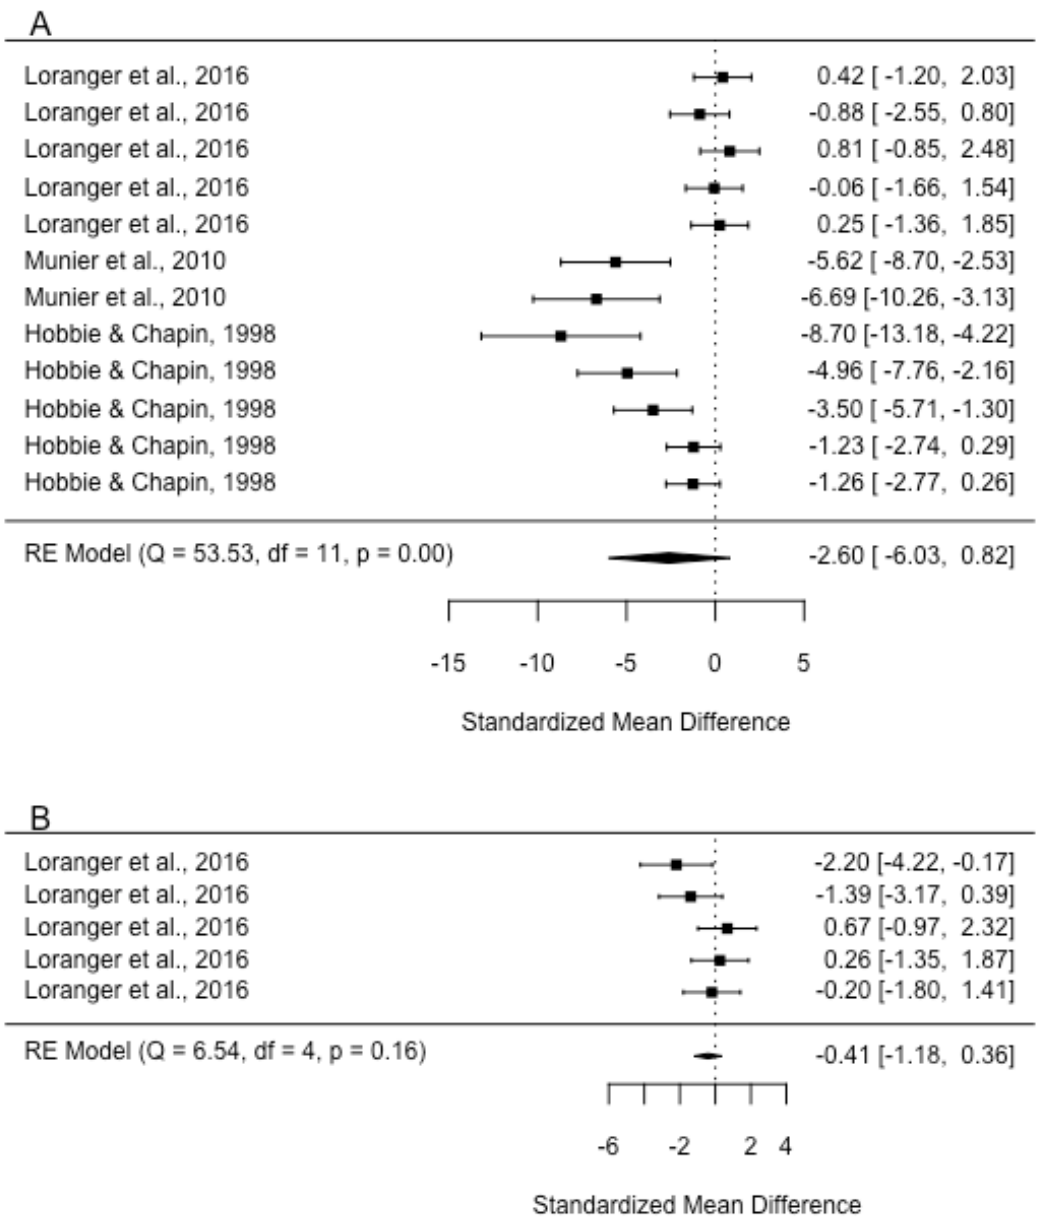 A
Loranger et al., 2016 0.42 [ -1.20, 2.03]
Loranger et al., 2016 -0.88 [ -2.55, 0.80]
Loranger et al., 2016 0.81 [ -0.85, 2.48]
Loranger et al., 2016 -0.06 [ -1.66, 1.54]
Loranger et al., 2016 0.25 [ -1.36, 1.85]
Munier et al., 2010 -5.62 [ -8.70, -2.53]
Munier et al., 2010 -6.69 [-10.26, -3.13]
Hobbie & Chapin, 1998 -8.70 [-13.18, -4.22]
Hobbie & Chapin, 1998 -4.96 [ -7.76, -2.16]
Hobbie & Chapin, 1998 -3.50 [ -5.71, -1.30]
Hobbie & Chapin, 1998 -1.23 [ -2.74, 0.29]
Hobbie & Chapin, 1998 -1.26 [ -2.77, 0.26]
RE Model (Q = 53.53, df = 11, p = 0.00) -2.60 [ -6.03, 0.82]
-15 -10 -5 0 5
Standardized Mean Difference
B
Loranger et al., 2016 -2.20 [-4.22, -0.17]
Loranger et al., 2016 -1.39 [-3.17, 0.39]
Loranger et al., 2016 0.67 [-0.97, 2.32]
Loranger et al., 2016 0.26 [-1.35, 1.87]
Loranger et al., 2016 -0.20 [-1.80, 1.41]
RE Model (Q = 6.54, df = 4, p = 0.16) -0.41 [-1.18, 0.36]
-6 -2 2 4
Standardized Mean Difference